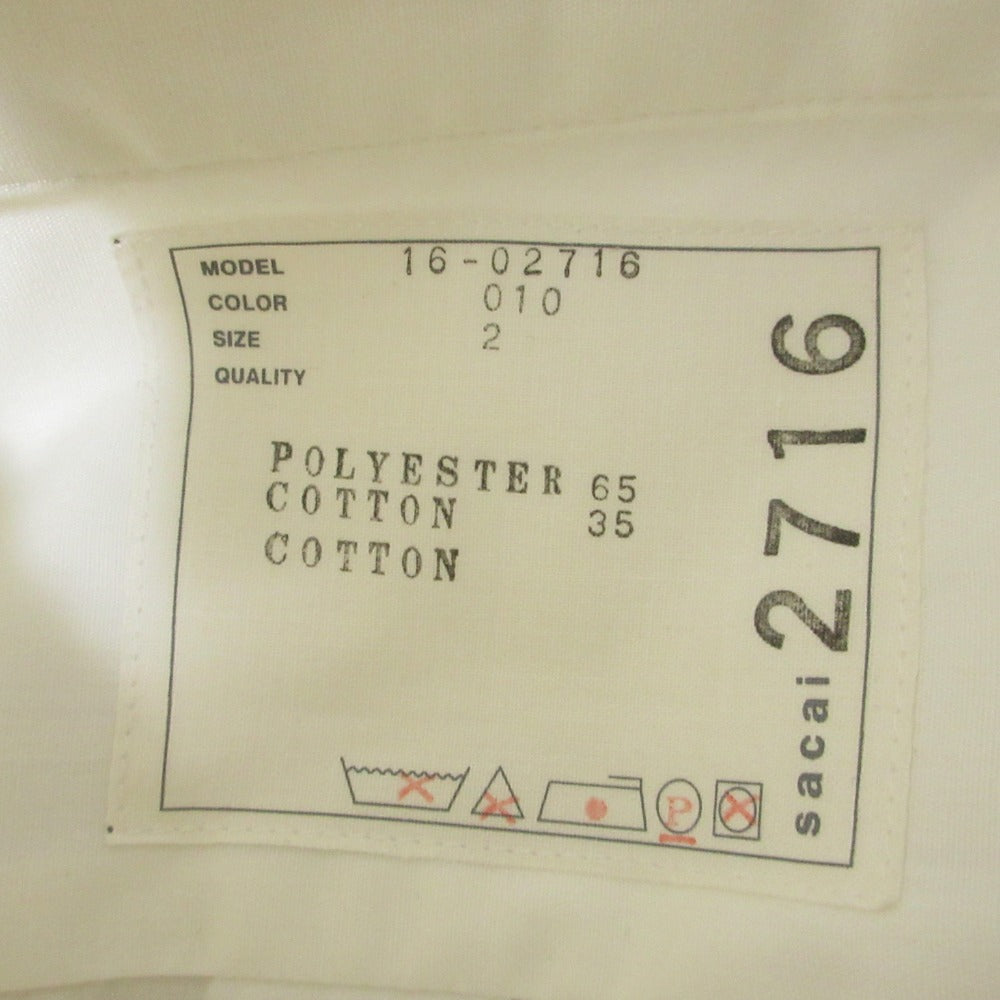 MODEL 16-02716
COLOR 010
SIZE 2
QUALITY
POLYESTER 65
COTTON 35
COTTON
P
sacai 2716